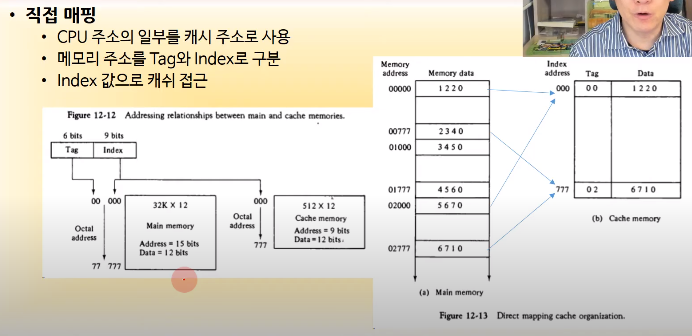 • 직접 매핑
• CPU 주소의 일부를 캐시 주소로 사용
• 메모리 주소를 Tag와 Index로 구분
• Index 값으로 캐쉬 접근
Figure 12-12 Addressing relationships between main and cache memories.
6 bits 9 bits
Tag Index
00 000
Octal
address
77 777
32K X 12
Main memory
Address = 15 bits
Data = 12 bits
000
Octal
address
777
512 X 12
Cache memory
Address = 9 bits
Data = 12 bits.
Memory
address Memory data
00000 1 2 2 0
00777 2 3 4 0
01000 3 4 5 0
01777 4 5 6 0
02000 5 6 7 0
02777 6 7 1 0
(a) Main memory
Index
address Tag Data
000 0 0 1 2 2 0
777 0 2 6 7 1 0
(b) Cache memory
Figure 12-13 Direct mapping cache organization.